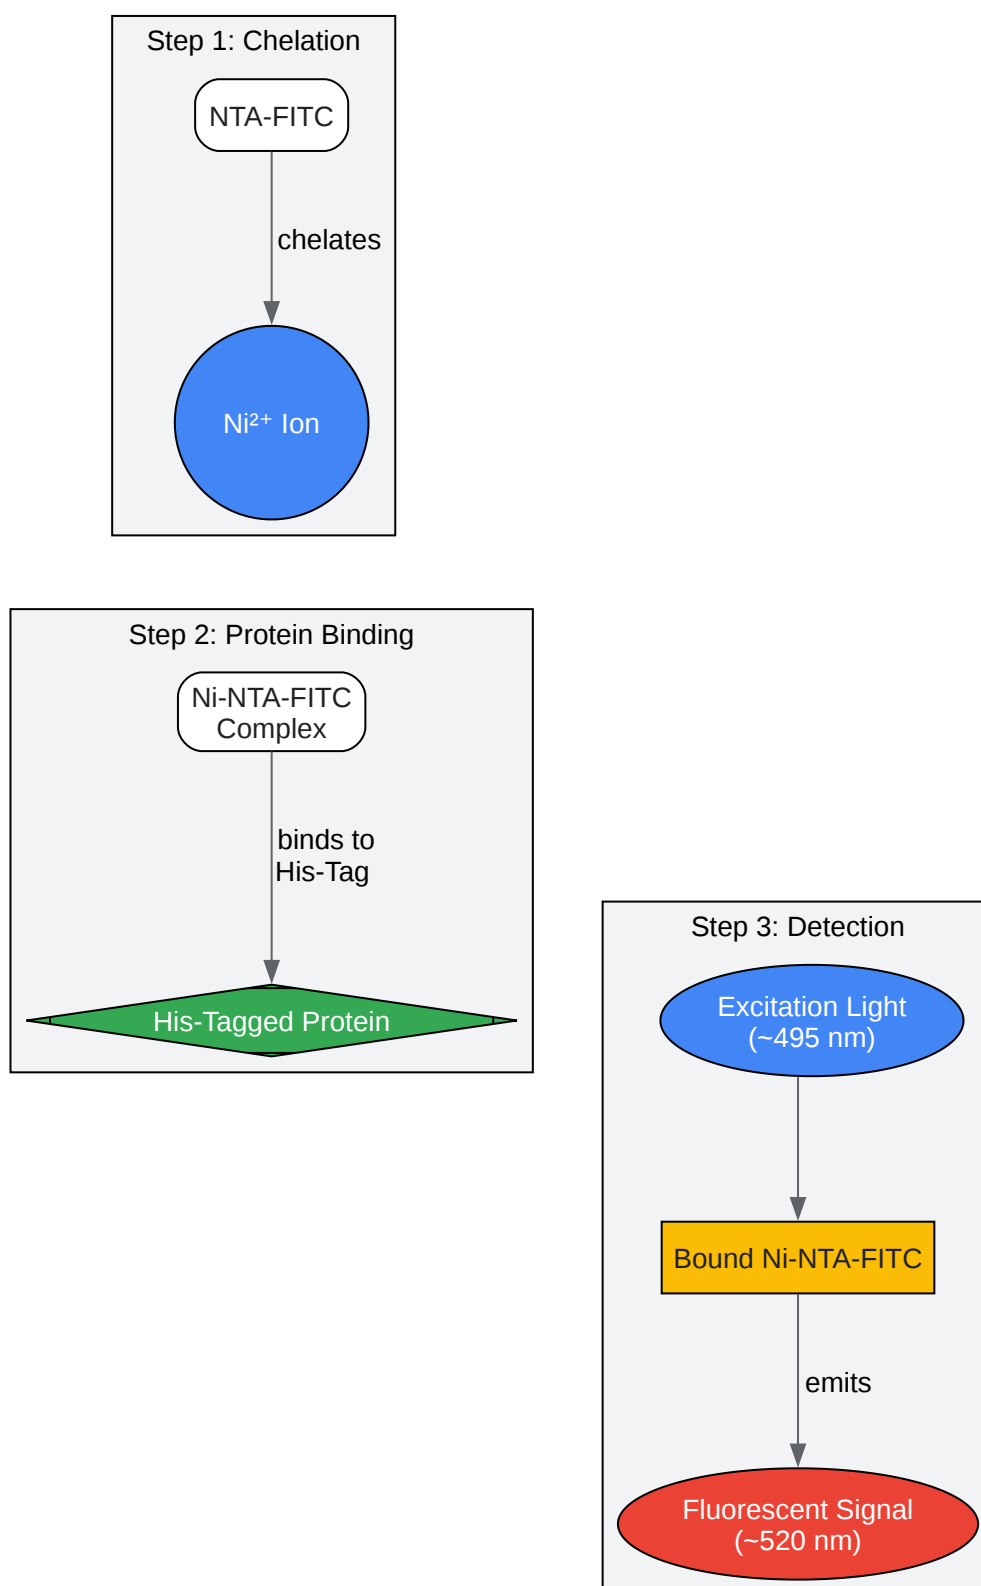 Step 1: Chelation
NTA-FITC
chelates
Ni²⁺ Ion
Step 2: Protein Binding
Ni-NTA-FITC
Complex
binds to
His-Tag
His-Tagged Protein
Step 3: Detection
Excitation Light
(~495 nm)
Bound Ni-NTA-FITC
emits
Fluorescent Signal
(~520 nm)